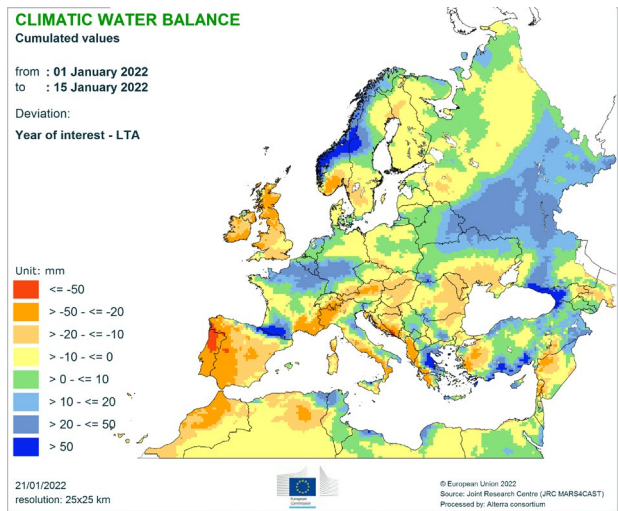 CLIMATIC WATER BALANCE
Cumulated values
from : 01 January 2022
to : 15 January 2022
Deviation:
Year of interest - LTA
Unit: mm
<= -50
> -50 - <= -20
> -20 - <= -10
> -10 - <= 0
> 0 - <= 10
> 10 - <= 20
> 20 - <= 50
> 50
21/01/2022
resolution: 25x25 km
European
Commission
© European Union 2022
Source: Joint Research Centre (JRC MARS4CAST)
Processed by: Alterra consortium